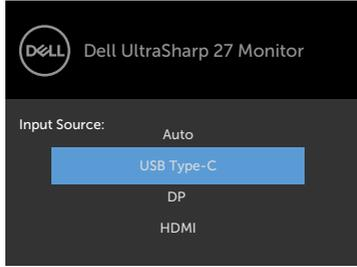 DELL
Dell UltraSharp 27 Monitor
Input Source:
Auto
USB Type-C
DP
HDMI